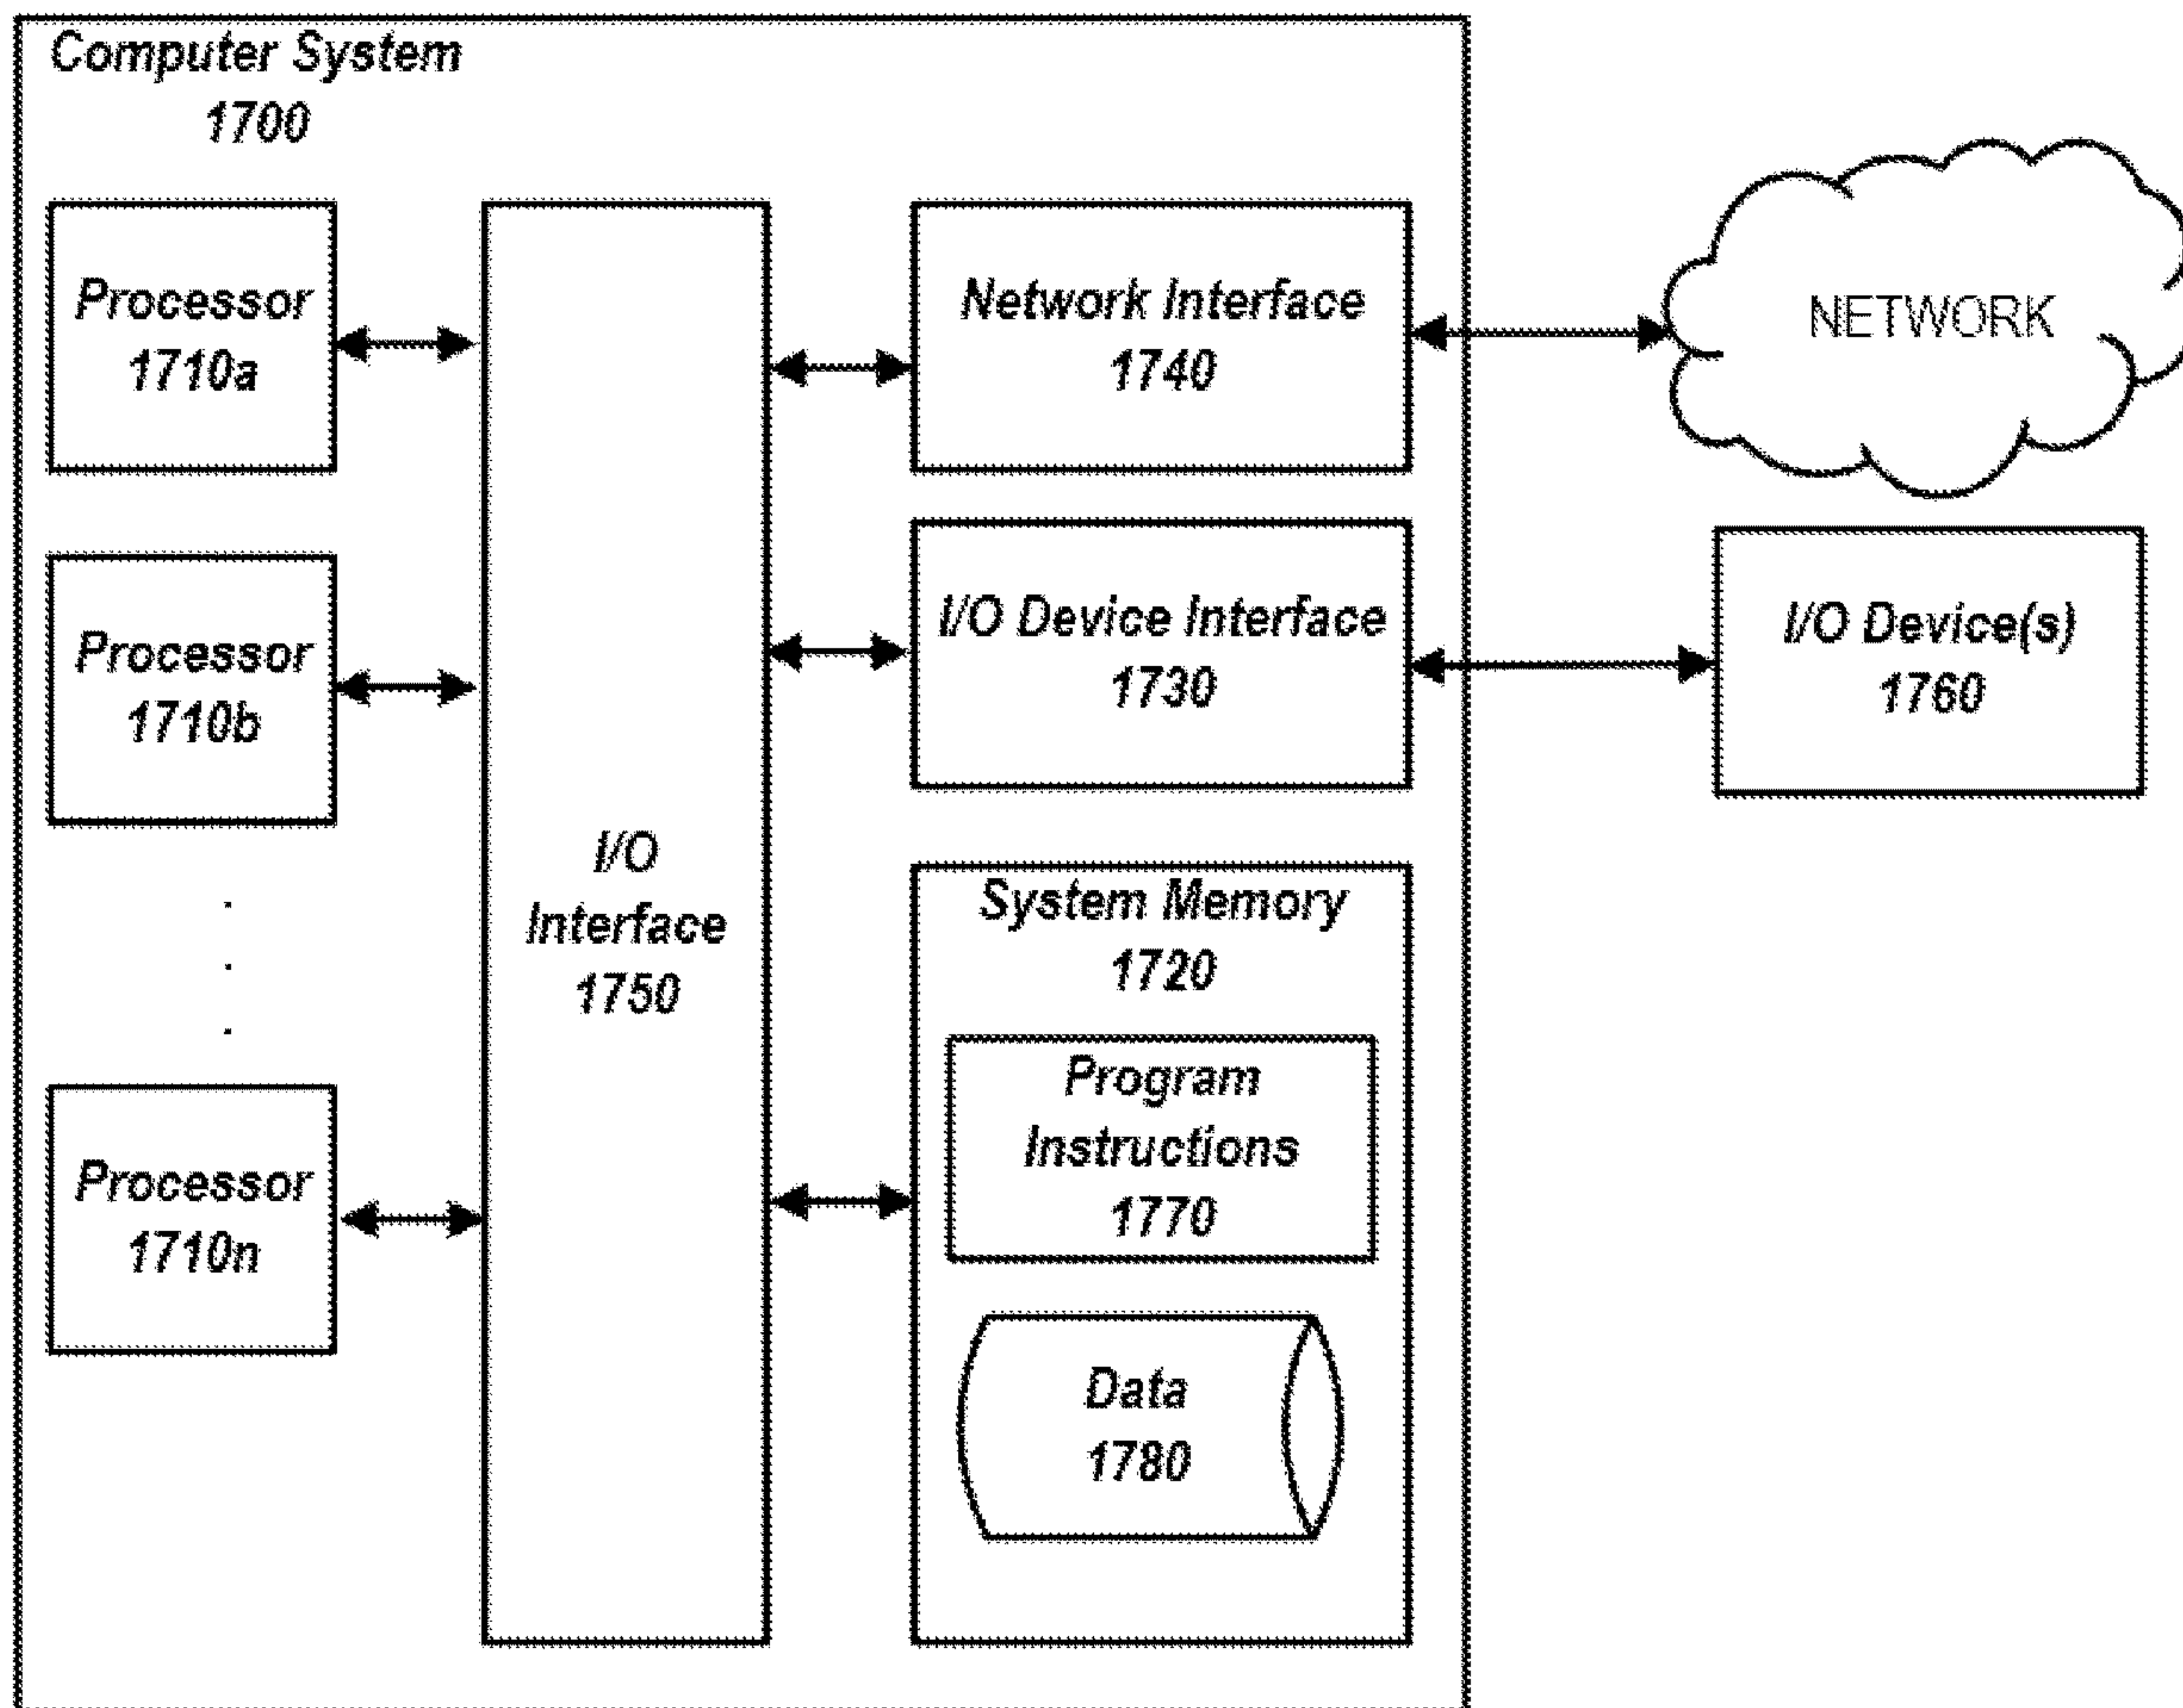 Computer System
1700
Processor
1710a
Network Interface
1740
NETWORK
Processor
1710b
I/O Device Interface
1730
I/O Device(s)
1760
I/O
Interface
1750
System Memory
1720
Program
Instructions
1770
Processor
1710n
Data
1780